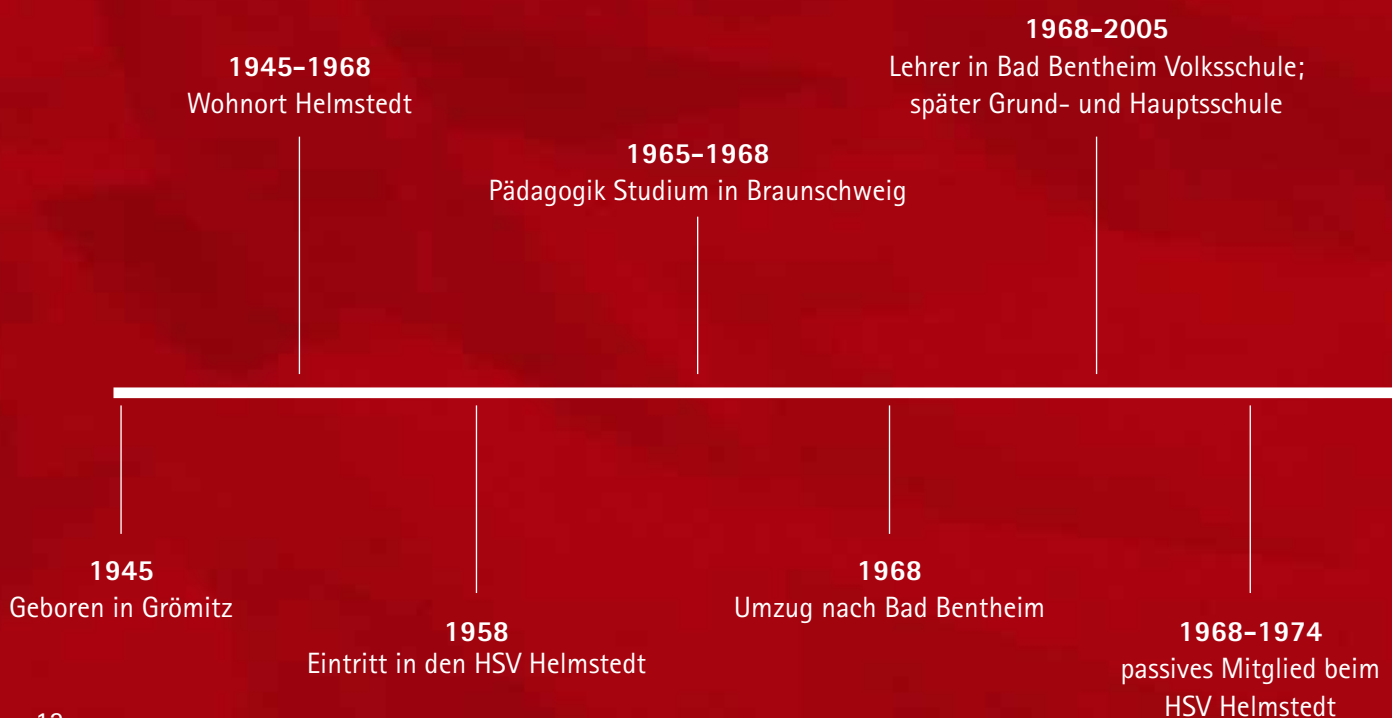 1968-2005
Lehrer in Bad Bentheim Volksschule;
später Grund- und Hauptsschule
1945-1968
Wohnort Helmstedt
1965-1968
Pädagogik Studium in Braunschweig
1945
Geboren in Grömitz
1958
Eintritt in den HSV Helmstedt
1968
Umzug nach Bad Bentheim
1968-1974
passives Mitglied beim
HSV Helmstedt